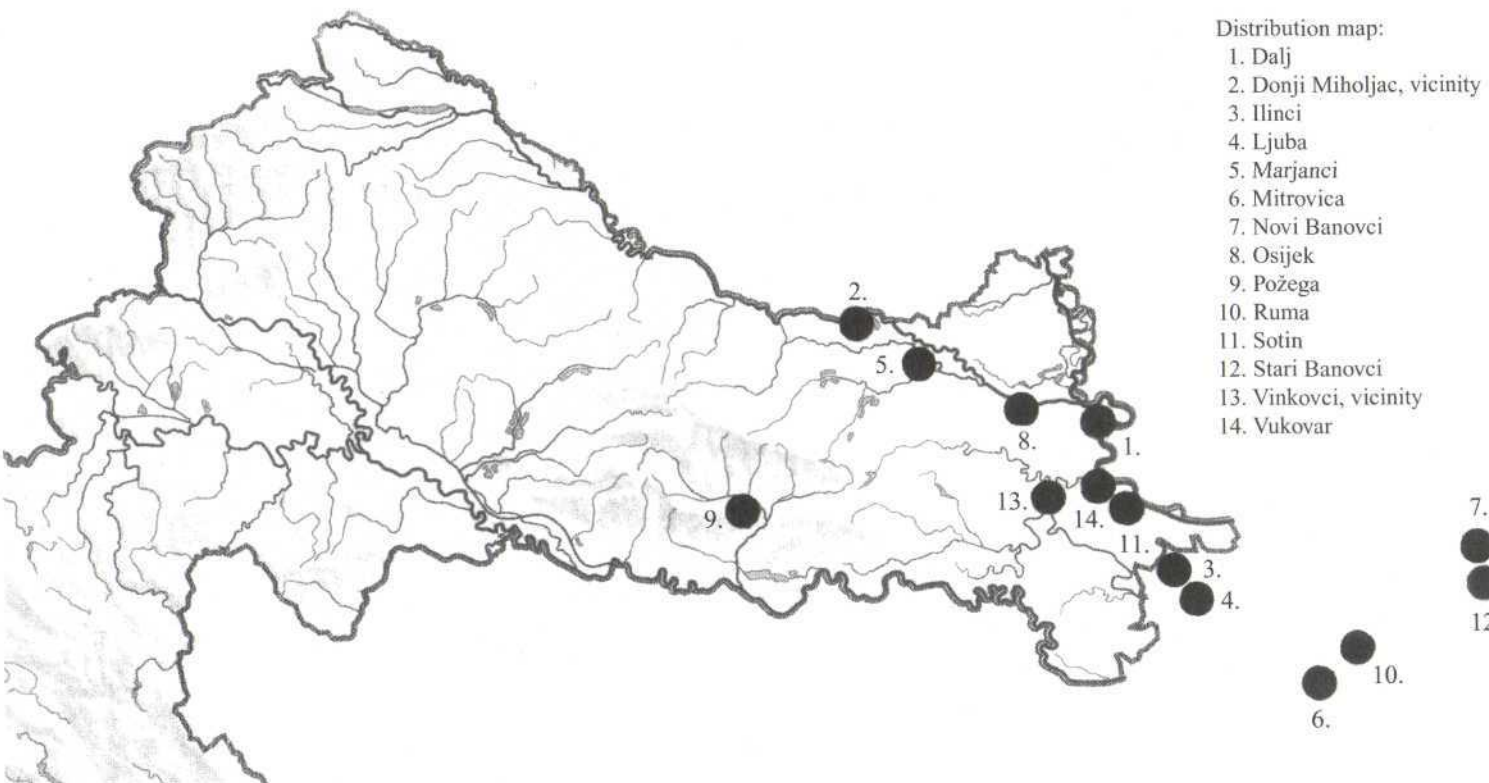 Distribution map:
1. Dalj
2. Donji Miholjac, vicinity
3. Ilinci
4. Ljuba
5. Marjanci
6. Mitrovica
7. Novi Banovci
8. Osijek
9. Požega
10. Ruma
11. Sotin
12. Stari Banovci
13. Vinkovci, vicinity
14. Vukovar
2.
5.
8.
1.
9.
13.
14.
11.
3.
4.
7.
12
10.
6.